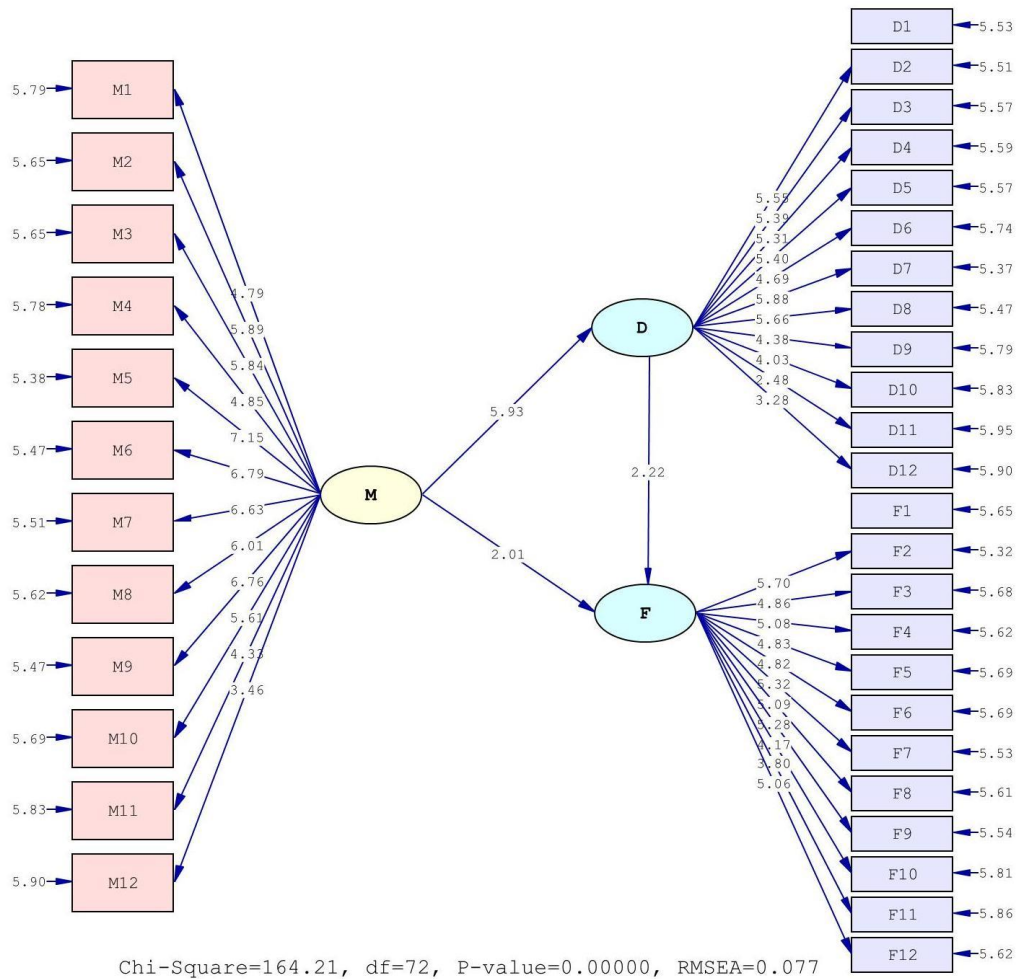 5.79 M1
5.65 M2
5.65 M3
5.78 M4
5.38 M5
5.47 M6
5.51 M7
5.62 M8
5.47 M9
5.69 M10
5.83 M11
5.90 M12
4.79
5.89
5.84
4.85
7.15
6.79
6.63
6.01
6.76
5.61
4.33
3.46
M
5.93
2.01
D
2.22
F
5.55
5.39
5.31
5.40
4.69
5.88
5.66
4.38
4.03
2.48
3.28
5.70
4.86
5.08
4.83
4.82
5.32
5.09
5.28
4.17
3.80
5.06
D1 5.53
D2 5.51
D3 5.57
D4 5.59
D5 5.57
D6 5.74
D7 5.37
D8 5.47
D9 5.79
D10 5.83
D11 5.95
D12 5.90
F1 5.65
F2 5.32
F3 5.68
F4 5.62
F5 5.69
F6 5.69
F7 5.53
F8 5.61
F9 5.54
F10 5.81
F11 5.86
F12 5.62
Chi-Square=164.21, df=72, P-value=0.00000, RMSEA=0.077